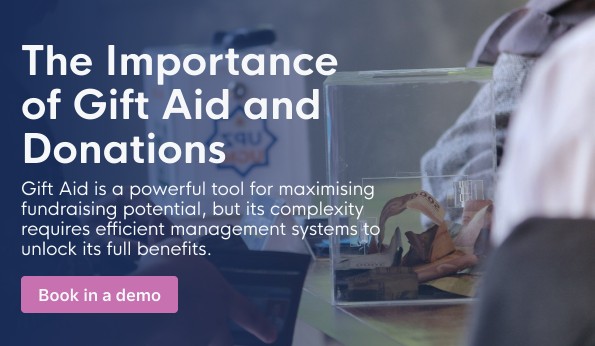 The Importance
of Gift Aid and
Donations
Gift Aid is a powerful tool for maximising
fundraising potential, but its complexity
requires efficient management systems to
unlock its full benefits.
Book in a demo